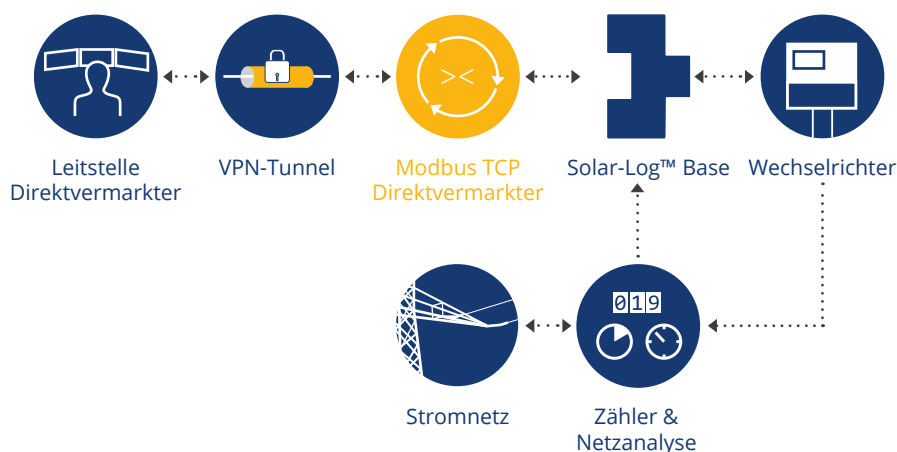 Leitstelle
Direktvermarkter
VPN-Tunnel
><
Modbus TCP
Direktvermarkter
Solar-Log™ Base
Wechselrichter
019
Stromnetz
Zähler &
Netzanalyse